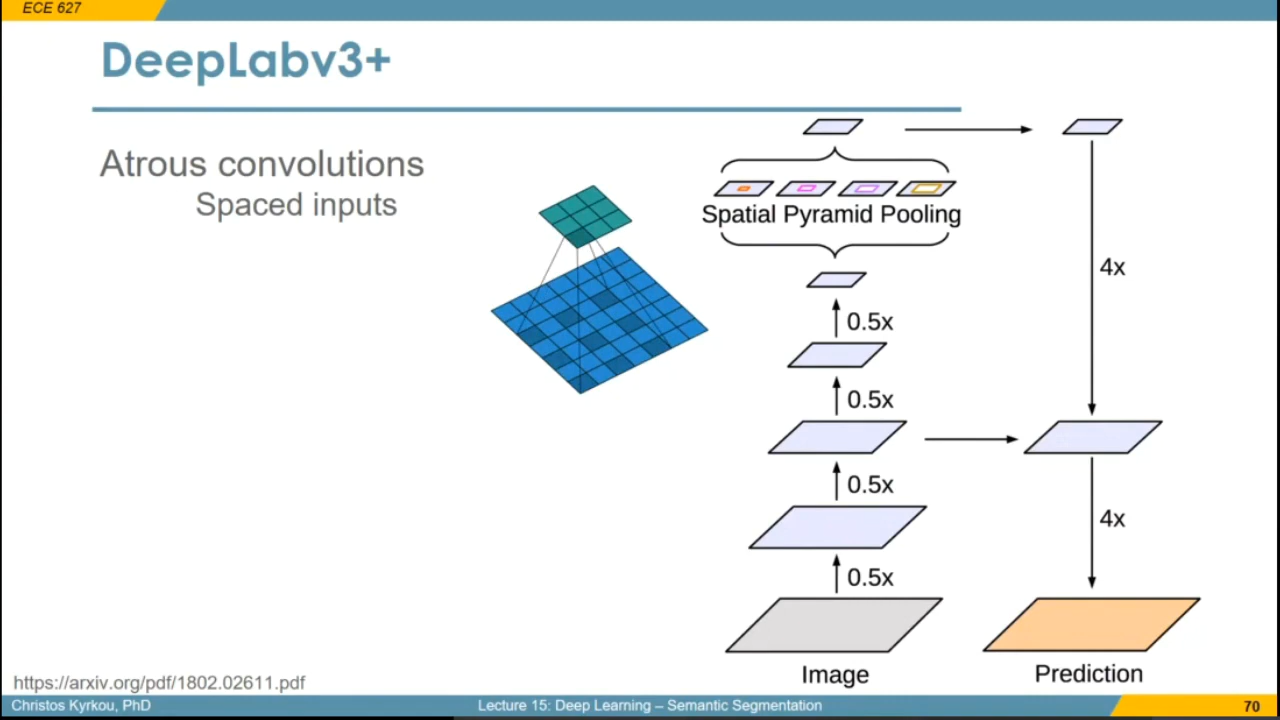 ECE 627
DeepLabv3+
Atrous convolutions
Spaced inputs
Spatial Pyramid Pooling
4x
0.5x
0.5x
0.5x
4x
0.5x
Image
Prediction
https://arxiv.org/pdf/1802.02611.pdf
Christos Kyrkou, PhD
Lecture 15: Deep Learning – Semantic Segmentation
70